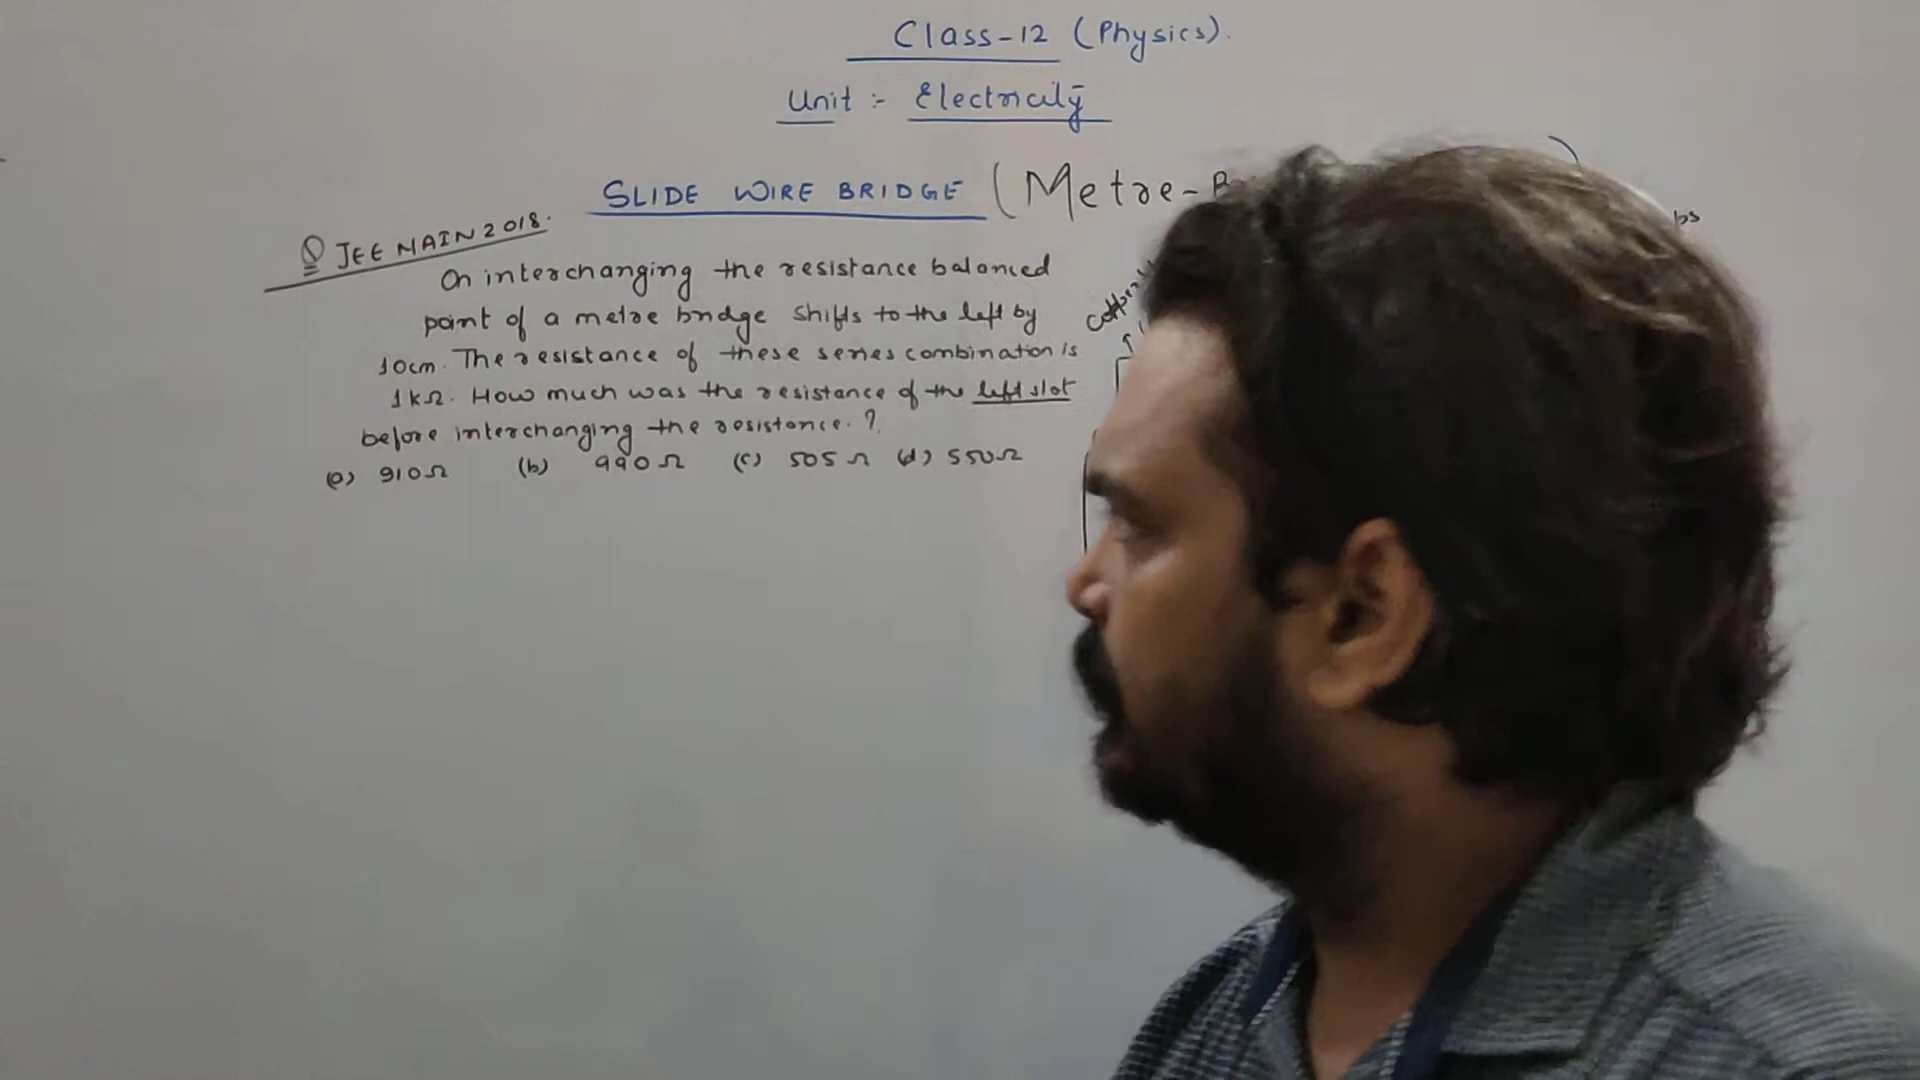 Class-12 (Physics).
Unit :- Electricity
SLIDE WIRE BRIDGE (Metre-
Q JEE MAIN 2018.
On interchanging the resistance balanced
point of a metre bridge shifts to the left by
10cm. The resistance of these series combination is
1kΩ. How much was the resistance of the left slot
before interchanging the resistance. ?
(a) 910Ω (b) 990Ω (c) 505Ω (d) 550Ω